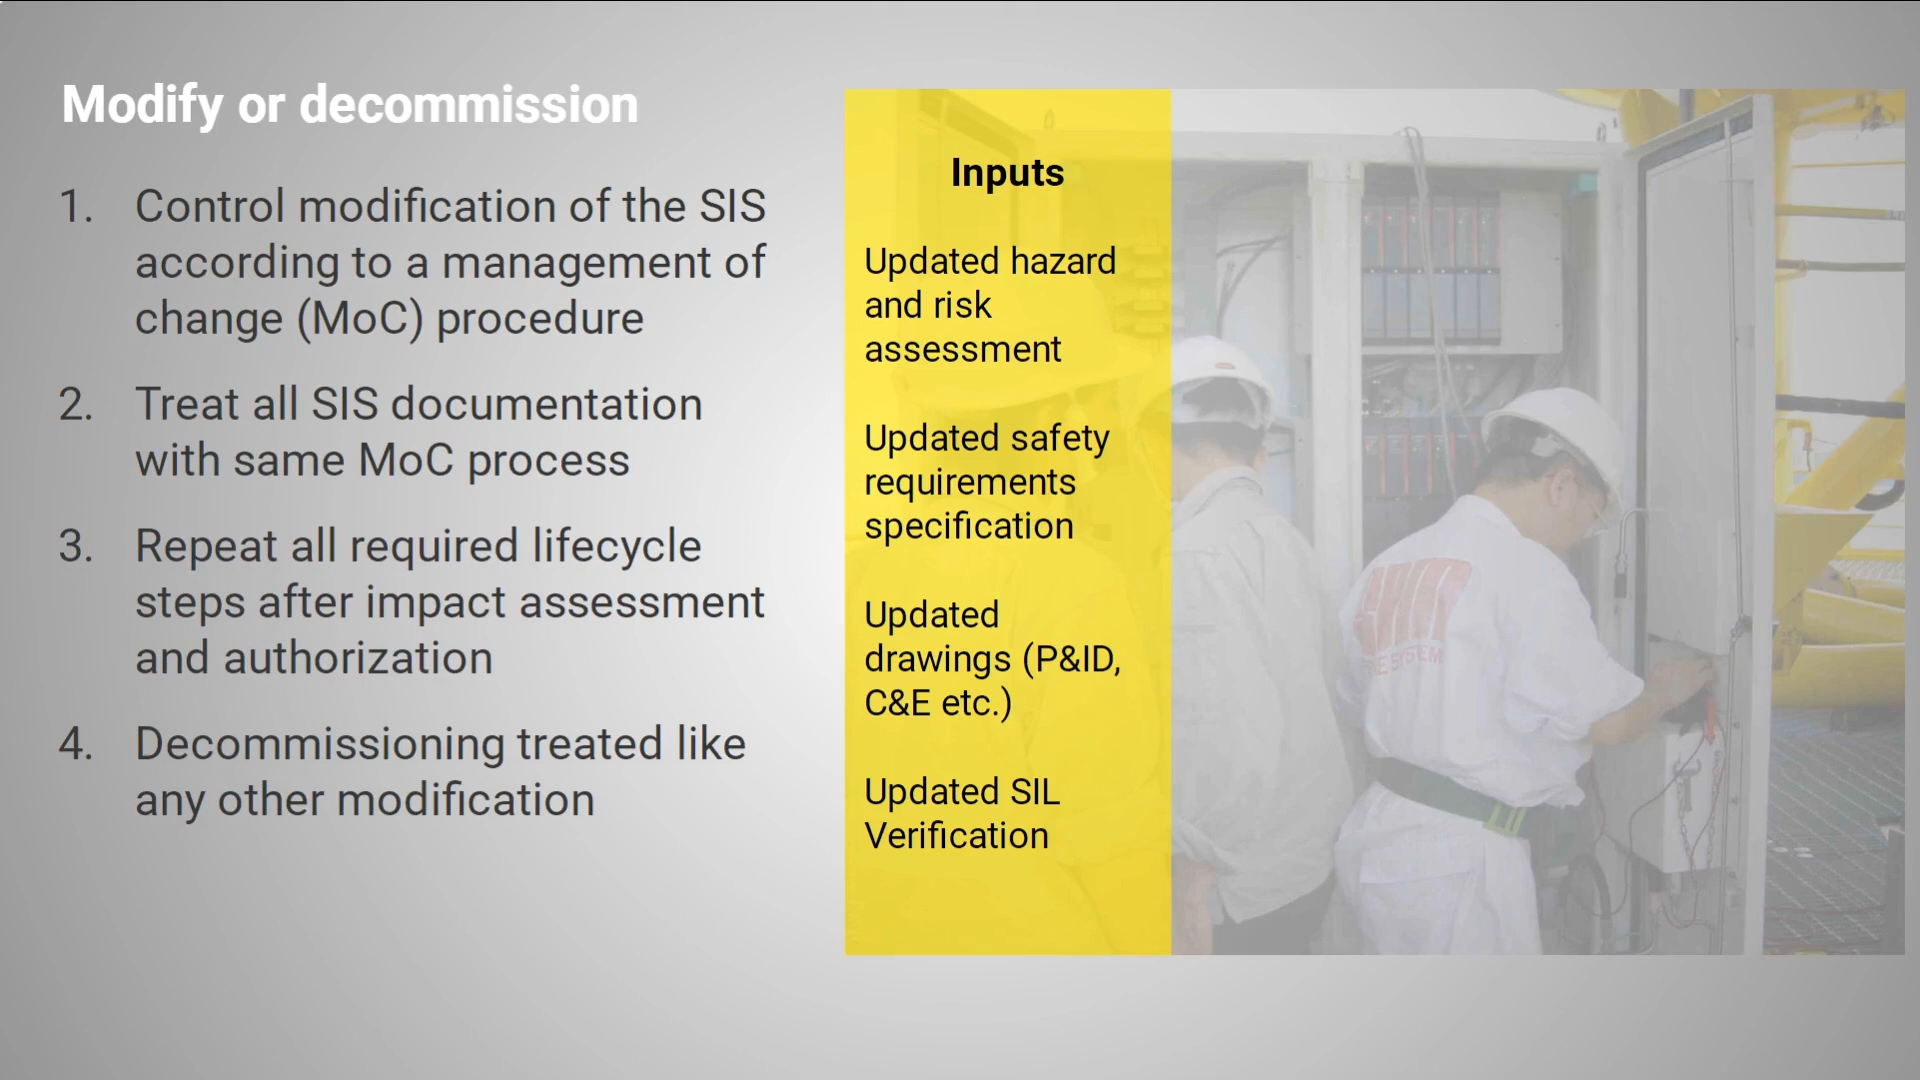 Modify or decommission
1. Control modification of the SIS
according to a management of
change (MoC) procedure
2. Treat all SIS documentation
with same MoC process
3. Repeat all required lifecycle
steps after impact assessment
and authorization
4. Decommissioning treated like
any other modification
Inputs
Updated hazard
and risk
assessment
Updated safety
requirements
specification
Updated
drawings (P&ID,
C&E etc.)
Updated SIL
Verification